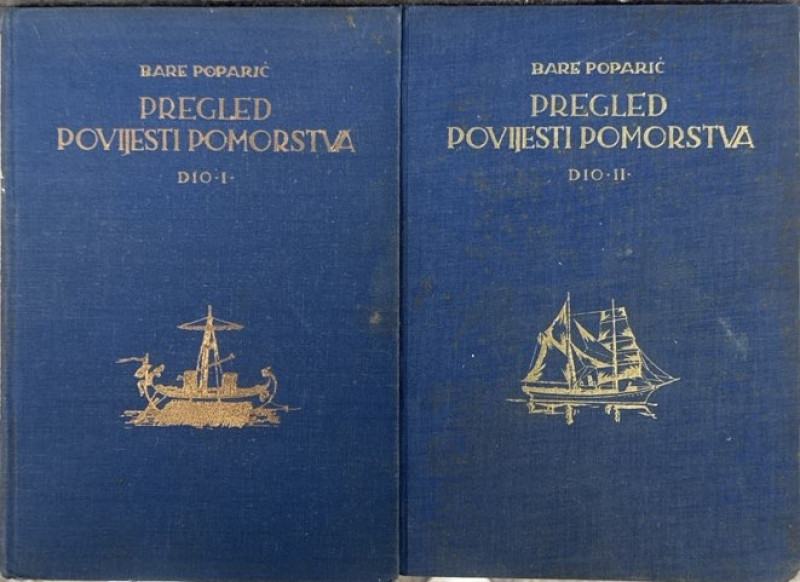 BARE POPARIĆ
PREGLED
POVIJESTI POMORSTVA
DIO·I·
BARE POPARIĆ
PREGLED
POVIJESTI POMORSTVA
DIO·II·